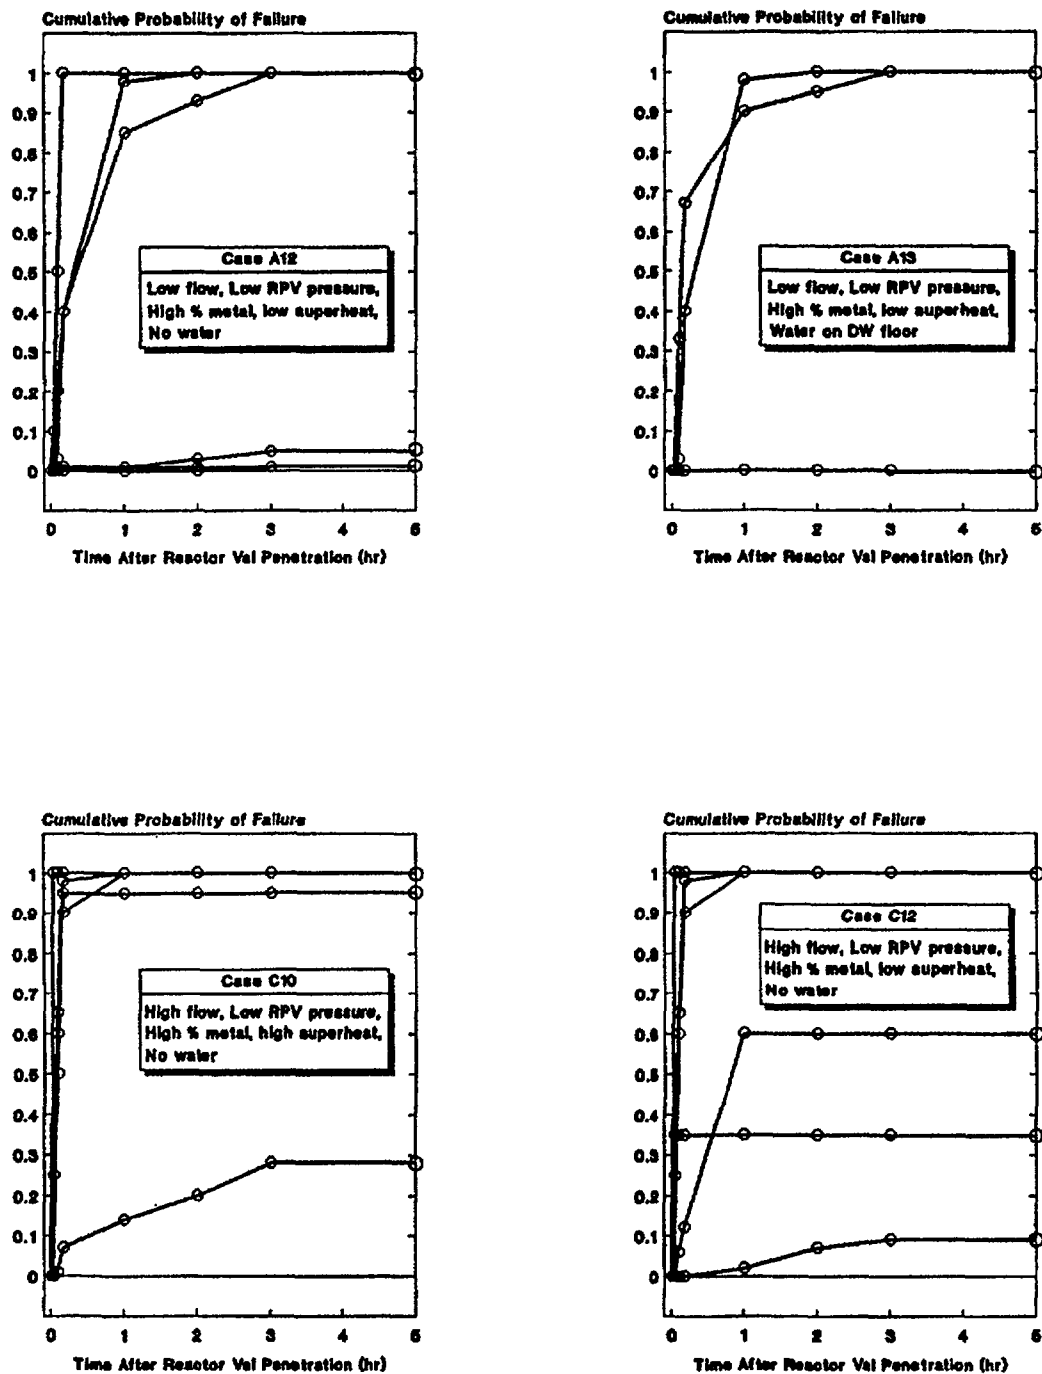 Cumulative Probability of Failure
1
0.9
0.8
0.7
0.6
0.5
0.4
0.3
0.2
0.1
0
Case A12
Low flow, Low RPV pressure,
High % metal, low superheat,
No water
0 1 2 3 4 5
Time After Reactor Vsl Penetration (hr)
Cumulative Probability of Failure
1
0.9
0.8
0.7
0.6
0.5
0.4
0.3
0.2
0.1
0
Case A13
Low flow, Low RPV pressure,
High % metal, low superheat,
Water on DW floor
0 1 2 3 4 5
Time After Reactor Vsl Penetration (hr)
Cumulative Probability of Failure
1
0.9
0.8
0.7
0.6
0.5
0.4
0.3
0.2
0.1
0
Case C10
High flow, Low RPV pressure,
High % metal, high superheat,
No water
0 1 2 3 4 5
Time After Reactor Vsl Penetration (hr)
Cumulative Probability of Failure
1
0.9
0.8
0.7
0.6
0.5
0.4
0.3
0.2
0.1
0
Case C12
High flow, Low RPV pressure,
High % metal, low superheat,
No water
0 1 2 3 4 5
Time After Reactor Vsl Penetration (hr)